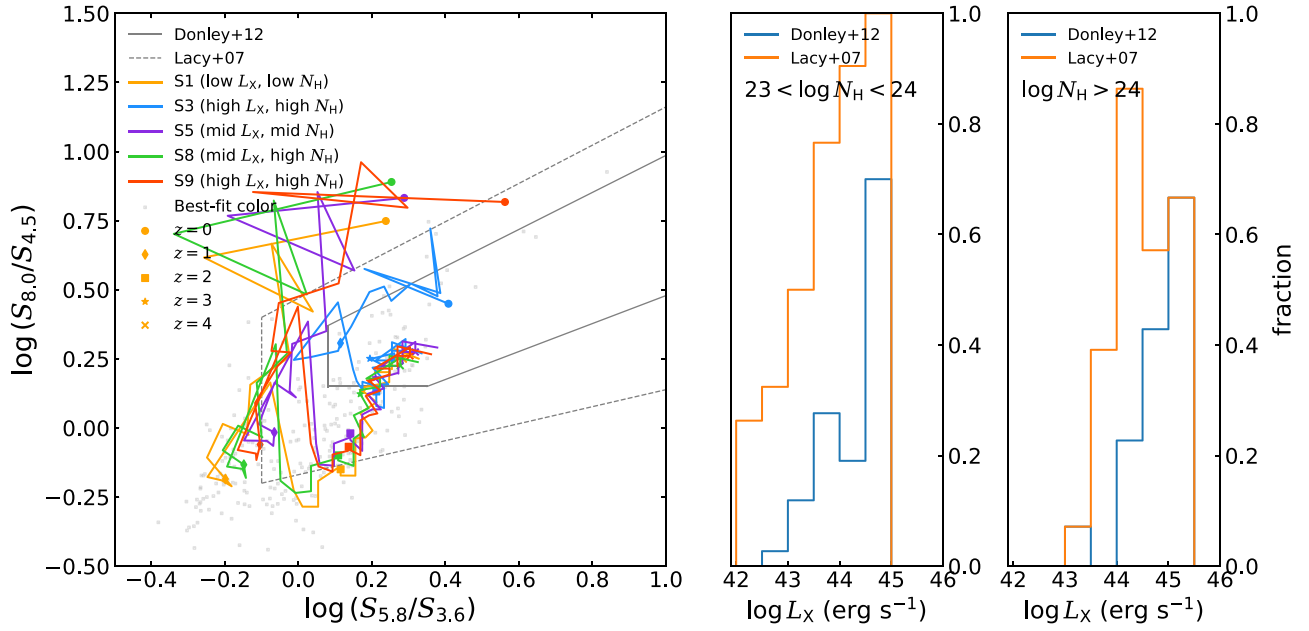 1.50
1.25
1.00
0.75
0.50
0.25
0.00
−0.25
−0.50
log (S8.0/S4.5)
Donley+12
Lacy+07
S1 (low LX, low NH)
S3 (high LX, high NH)
S5 (mid LX, mid NH)
S8 (mid LX, high NH)
S9 (high LX, high NH)
Best-fit color
z = 0
z = 1
z = 2
z = 3
z = 4
−0.4 −0.2 0.0 0.2 0.4 0.6 0.8 1.0
log (S5.8/S3.6)
Donley+12
Lacy+07
23 < log NH < 24
1.0
0.8
0.6
0.4
0.2
0.0
42 43 44 45 46
log LX (erg s−1)
Donley+12
Lacy+07
log NH > 24
1.0
0.8
0.6
0.4
0.2
0.0
fraction
42 43 44 45 46
log LX (erg s−1)